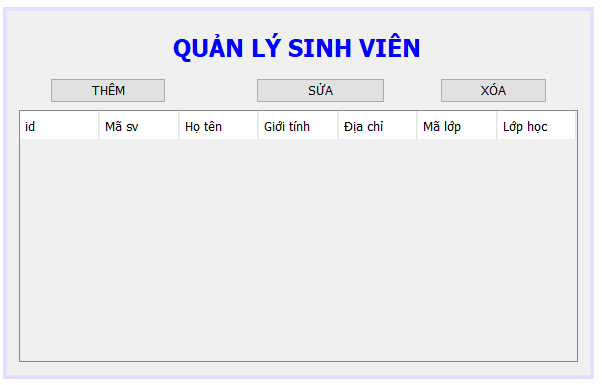 QUẢN LÝ SINH VIÊN
THÊM SỬA XÓA
id Mã sv Họ tên Giới tính Địa chỉ Mã lớp Lớp học